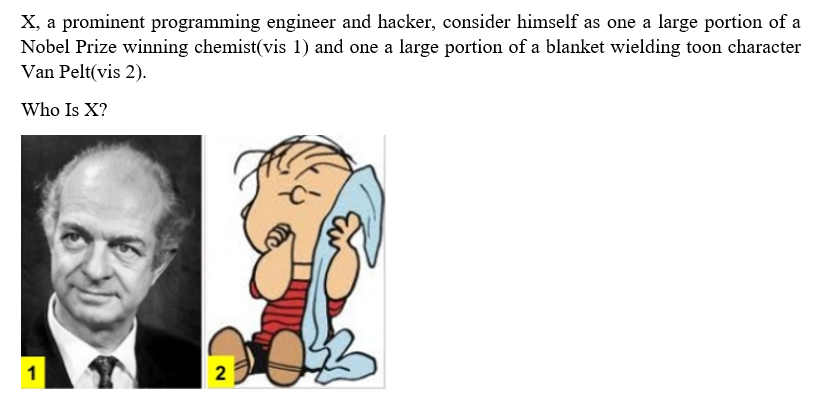 X, a prominent programming engineer and hacker, consider himself as one a large portion of a
Nobel Prize winning chemist(vis 1) and one a large portion of a blanket wielding toon character
Van Pelt(vis 2).
Who Is X?
1
2